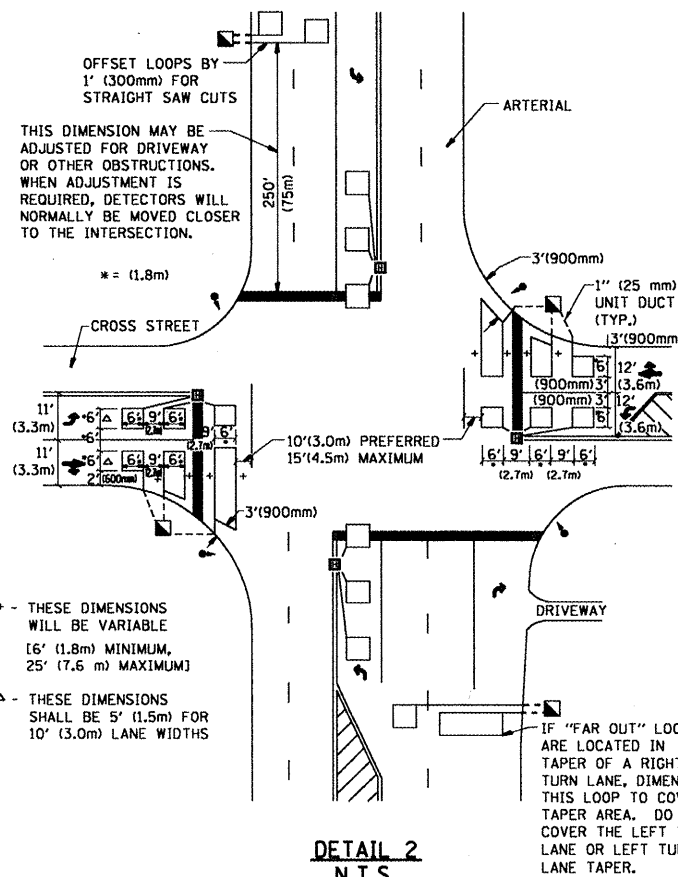 OFFSET LOOPS BY
1' (300mm) FOR
STRAIGHT SAW CUTS
ARTERIAL
THIS DIMENSION MAY BE
ADJUSTED FOR DRIVEWAY
OR OTHER OBSTRUCTIONS.
WHEN ADJUSTMENT IS
REQUIRED, DETECTORS WILL
NORMALLY BE MOVED CLOSER
TO THE INTERSECTION.
250'
(75m)
* = (1.8m)
3'(900mm)
1" (25 mm)
UNIT DUCT
(TYP.)
CROSS STREET
3'(900mm)
6'
12'
(3.6m)
(900mm) 3'
(900mm) 3'
12'
6'
(3.6m)
11'
(3.3m)
*6'
△
6'
9'
6'
(2.7m)
*6'
9'
6'
(2.7m)
11'
(3.3m)
*6'
△
6'
9'
6'
(2.7m)
2'
(600mm)
10'(3.0m) PREFERRED
15'(4.5m) MAXIMUM
6' 9' 6' 9' 6'
(2.7m) (2.7m)
3'(900mm)
+ - THESE DIMENSIONS
WILL BE VARIABLE
[6' (1.8m) MINIMUM,
25' (7.6 m) MAXIMUM]
DRIVEWAY
△ - THESE DIMENSIONS
SHALL BE 5' (1.5m) FOR
10' (3.0m) LANE WIDTHS
IF "FAR OUT" LOO
ARE LOCATED IN
TAPER OF A RIGHT
TURN LANE, DIMEN
THIS LOOP TO COV
TAPER AREA. DO
COVER THE LEFT T
LANE OR LEFT TU
LANE TAPER.
DETAIL 2
N.T.S.